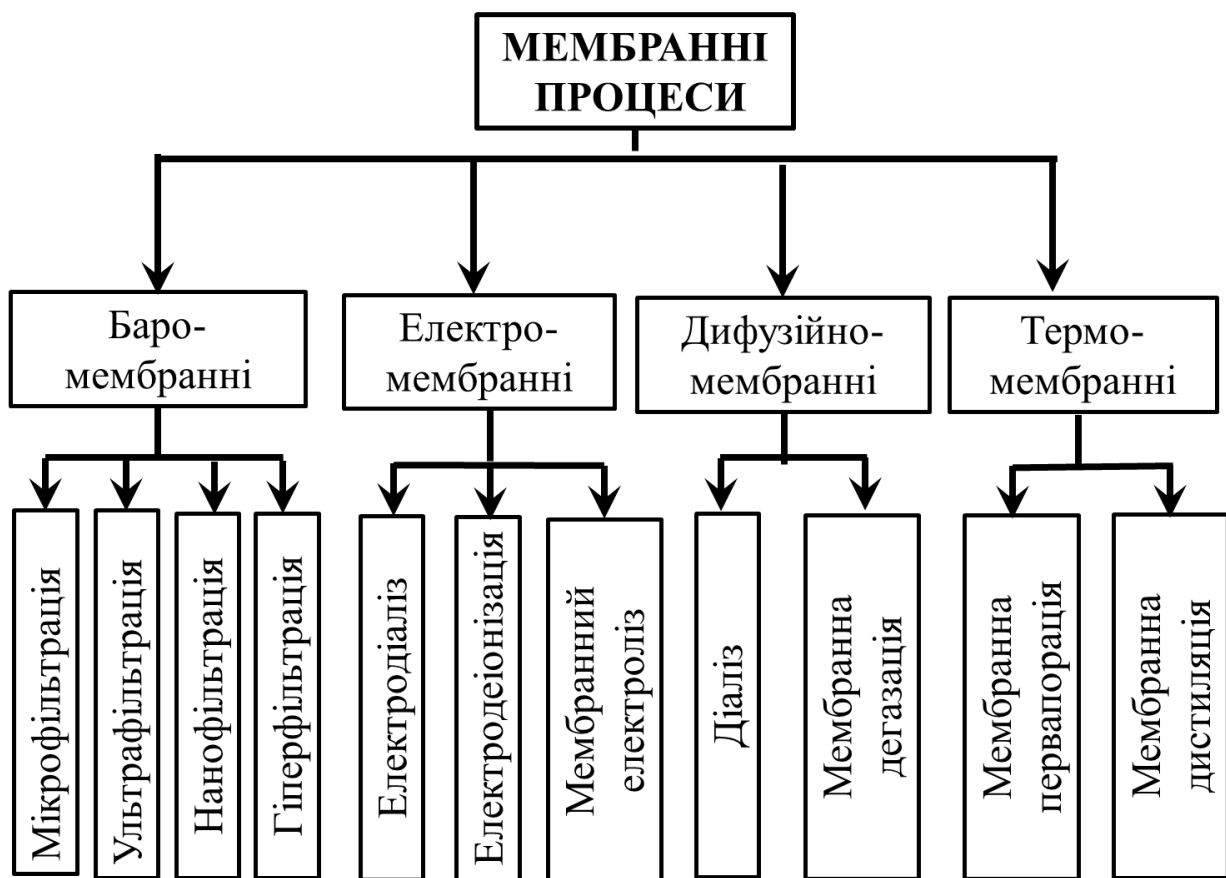 МЕМБРАННІ
ПРОЦЕСИ
Баро-
мембранні
Електро-
мембранні
Дифузійно-
мембранні
Термо-
мембранні
Мікрофільтрація
Ультрафільтрація
Нанофільтрація
Гіперфільтрація
Електродіаліз
Електродеіонізація
Мембранний
електроліз
Діаліз
Мембранна
дегазація
Мембранна
первапорація
Мембранна
дистиляція